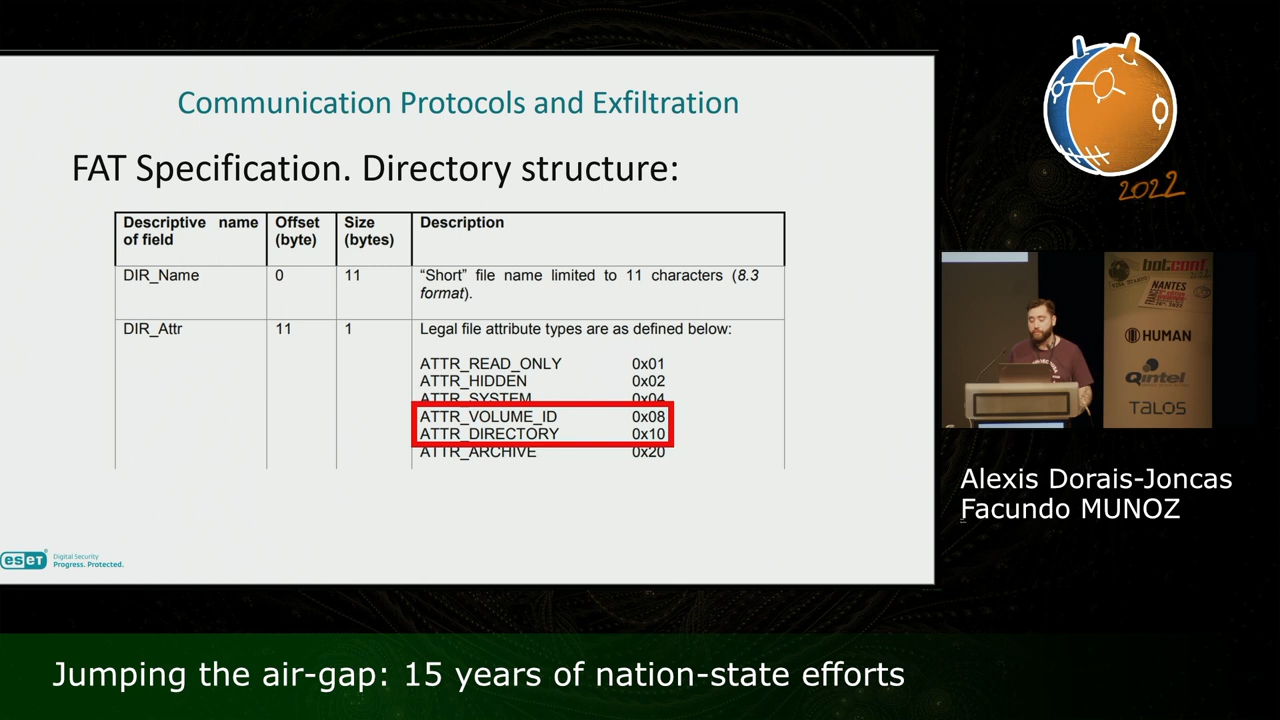 Communication Protocols and Exfiltration
FAT Specification. Directory structure:
Descriptive name of field
Offset (byte)
Size (bytes)
Description
DIR_Name
0
11
“Short” file name limited to 11 characters (8.3
format).
DIR_Attr
11
1
Legal file attribute types are as defined below:
ATTR_READ_ONLY 0x01
ATTR_HIDDEN 0x02
ATTR_SYSTEM 0x04
ATTR_VOLUME_ID 0x08
ATTR_DIRECTORY 0x10
ATTR_ARCHIVE 0x20
eseT
Digital Security
Progress. Protected.
2022
botconf
NANTES
HUMAN
Qintel
TALOS
Alexis Dorais-Joncas
Facundo MUNOZ
Jumping the air-gap: 15 years of nation-state efforts